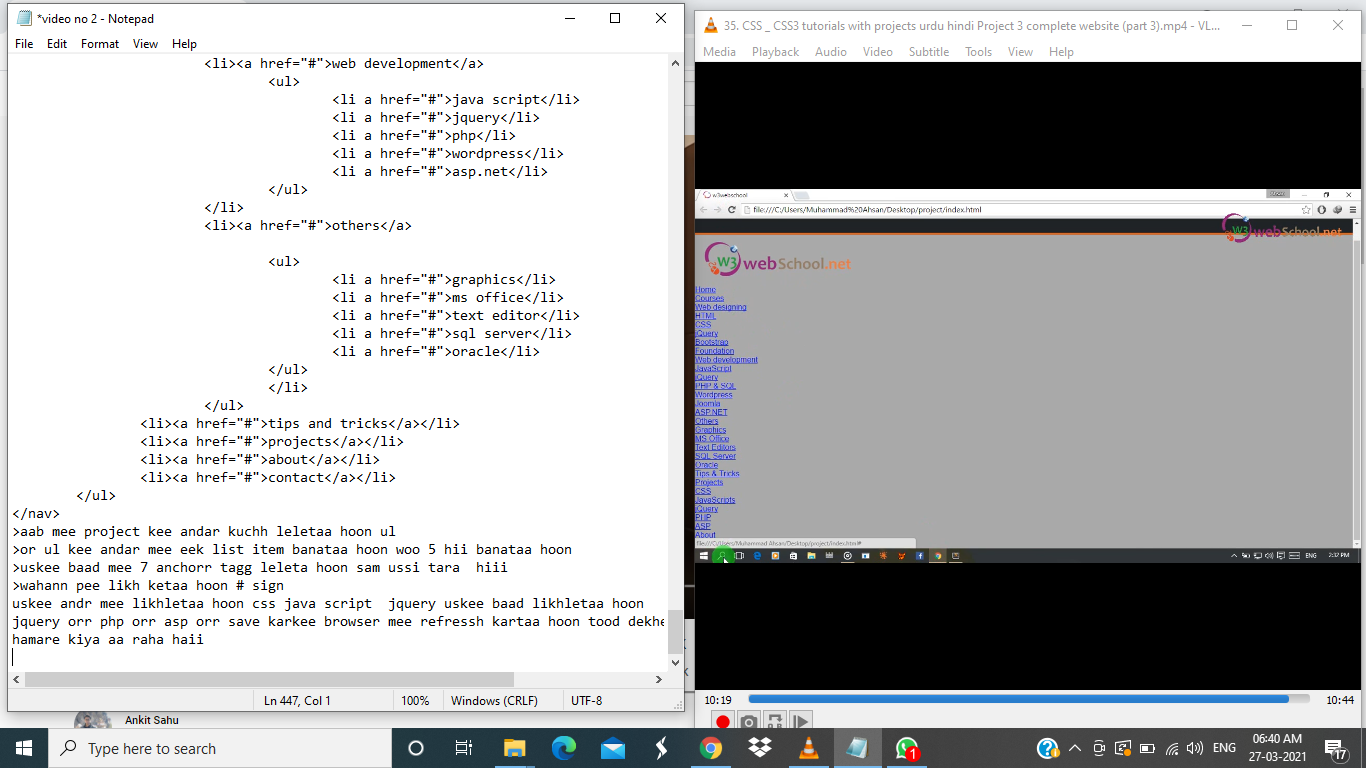 *video no 2 - Notepad
File Edit Format View Help
<li><a href="#">web development</a>
<ul>
<li a href="#">java script</li>
<li a href="#">jquery</li>
<li a href="#">php</li>
<li a href="#">wordpress</li>
<li a href="#">asp.net</li>
</ul>
</li>
<li><a href="#">others</a>
<ul>
<li a href="#">graphics</li>
<li a href="#">ms office</li>
<li a href="#">text editor</li>
<li a href="#">sql server</li>
<li a href="#">oracle</li>
</ul>
</li>
</ul>
<li><a href="#">tips and tricks</a></li>
<li><a href="#">projects</a></li>
<li><a href="#">about</a></li>
<li><a href="#">contact</a></li>
</ul>
</nav>
>aab mee project kee andar kuchh leletaa hoon ul
>or ul kee andar mee eek list item banataa hoon woo 5 hii banataa hoon
>uskee baad mee 7 anchorr tagg leleta hoon sam ussi tara  hiii
>wahann pee likh ketaa hoon # sign
uskee andr mee likhletaa hoon css java script  jquery uskee baad likhletaa hoon
jquery orr php orr asp orr save karkee browser mee refressh kartaa hoon tood dekhe
hamare kiya aa raha haii
Ln 447, Col 1 100% Windows (CRLF) UTF-8
Ankit Sahu
35. CSS _ CSS3 tutorials with projects urdu hindi Project 3 complete website (part 3).mp4 - VL...
Media Playback Audio Video Subtitle Tools View Help
w3webschool
file:///C:/Users/Muhammad%20Ahsan/Desktop/project/index.html
W3 webSchool.net
W3 webSchool.net
Home
Courses
Web designing
HTML
CSS
jQuery
Bootstrap
Foundation
Web development
JavaScript
jQuery
PHP & SQL
Wordpress
Joomla
ASP.NET
Others
Graphics
MS Office
Text Editors
SQL Server
Oracle
Tips & Tricks
Projects
CSS
JavaScripts
jQuery
PHP
ASP
About
file:///C:/Users/Muhammad Ahsan/Desktop/project/index.html#
ENG 2:32 PM
10:19 10:44
Type here to search
1
ENG
06:40 AM
27-03-2021
17